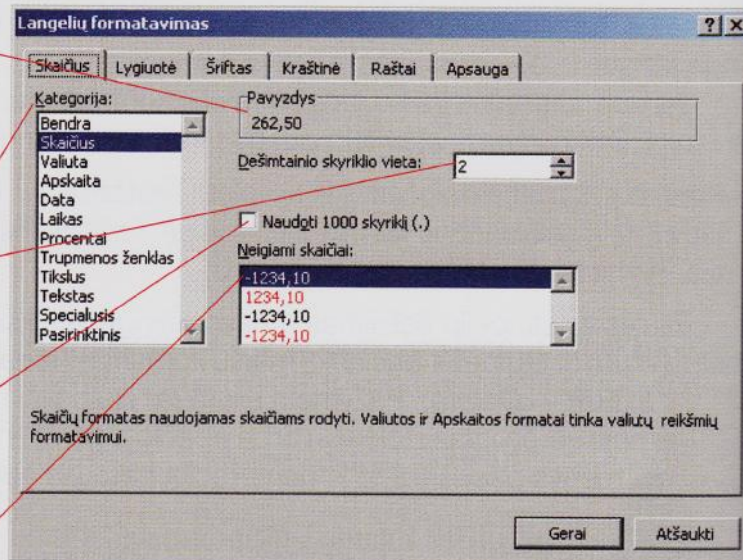 Langelių formatavimas
Skaičius Lygiuotė Šriftas Kraštinė Raštai Apsauga
Kategorija:
Bendra
Skaičius
Valiuta
Apskaita
Data
Laikas
Procentai
Trupmenos ženklas
Tikslus
Tekstas
Specialusis
Pasirinktinis
Pavyzdys
262,50
Dešimtainio skyriklio vieta: 2
Naudoti 1000 skyriklį (.)
Neigiami skaičiai:
-1234,10
1234,10
-1234,10
-1234,10
Skaičių formatas naudojamas skaičiams rodyti. Valiutos ir Apskaitos formatai tinka valiutų reikšmių
formatavimui.
Gerai Atšaukti